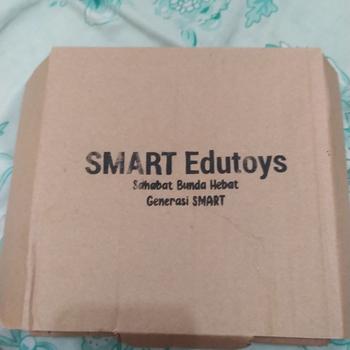 SMART Edutoys
Sahabat Bunda Hebat
Generasi SMART